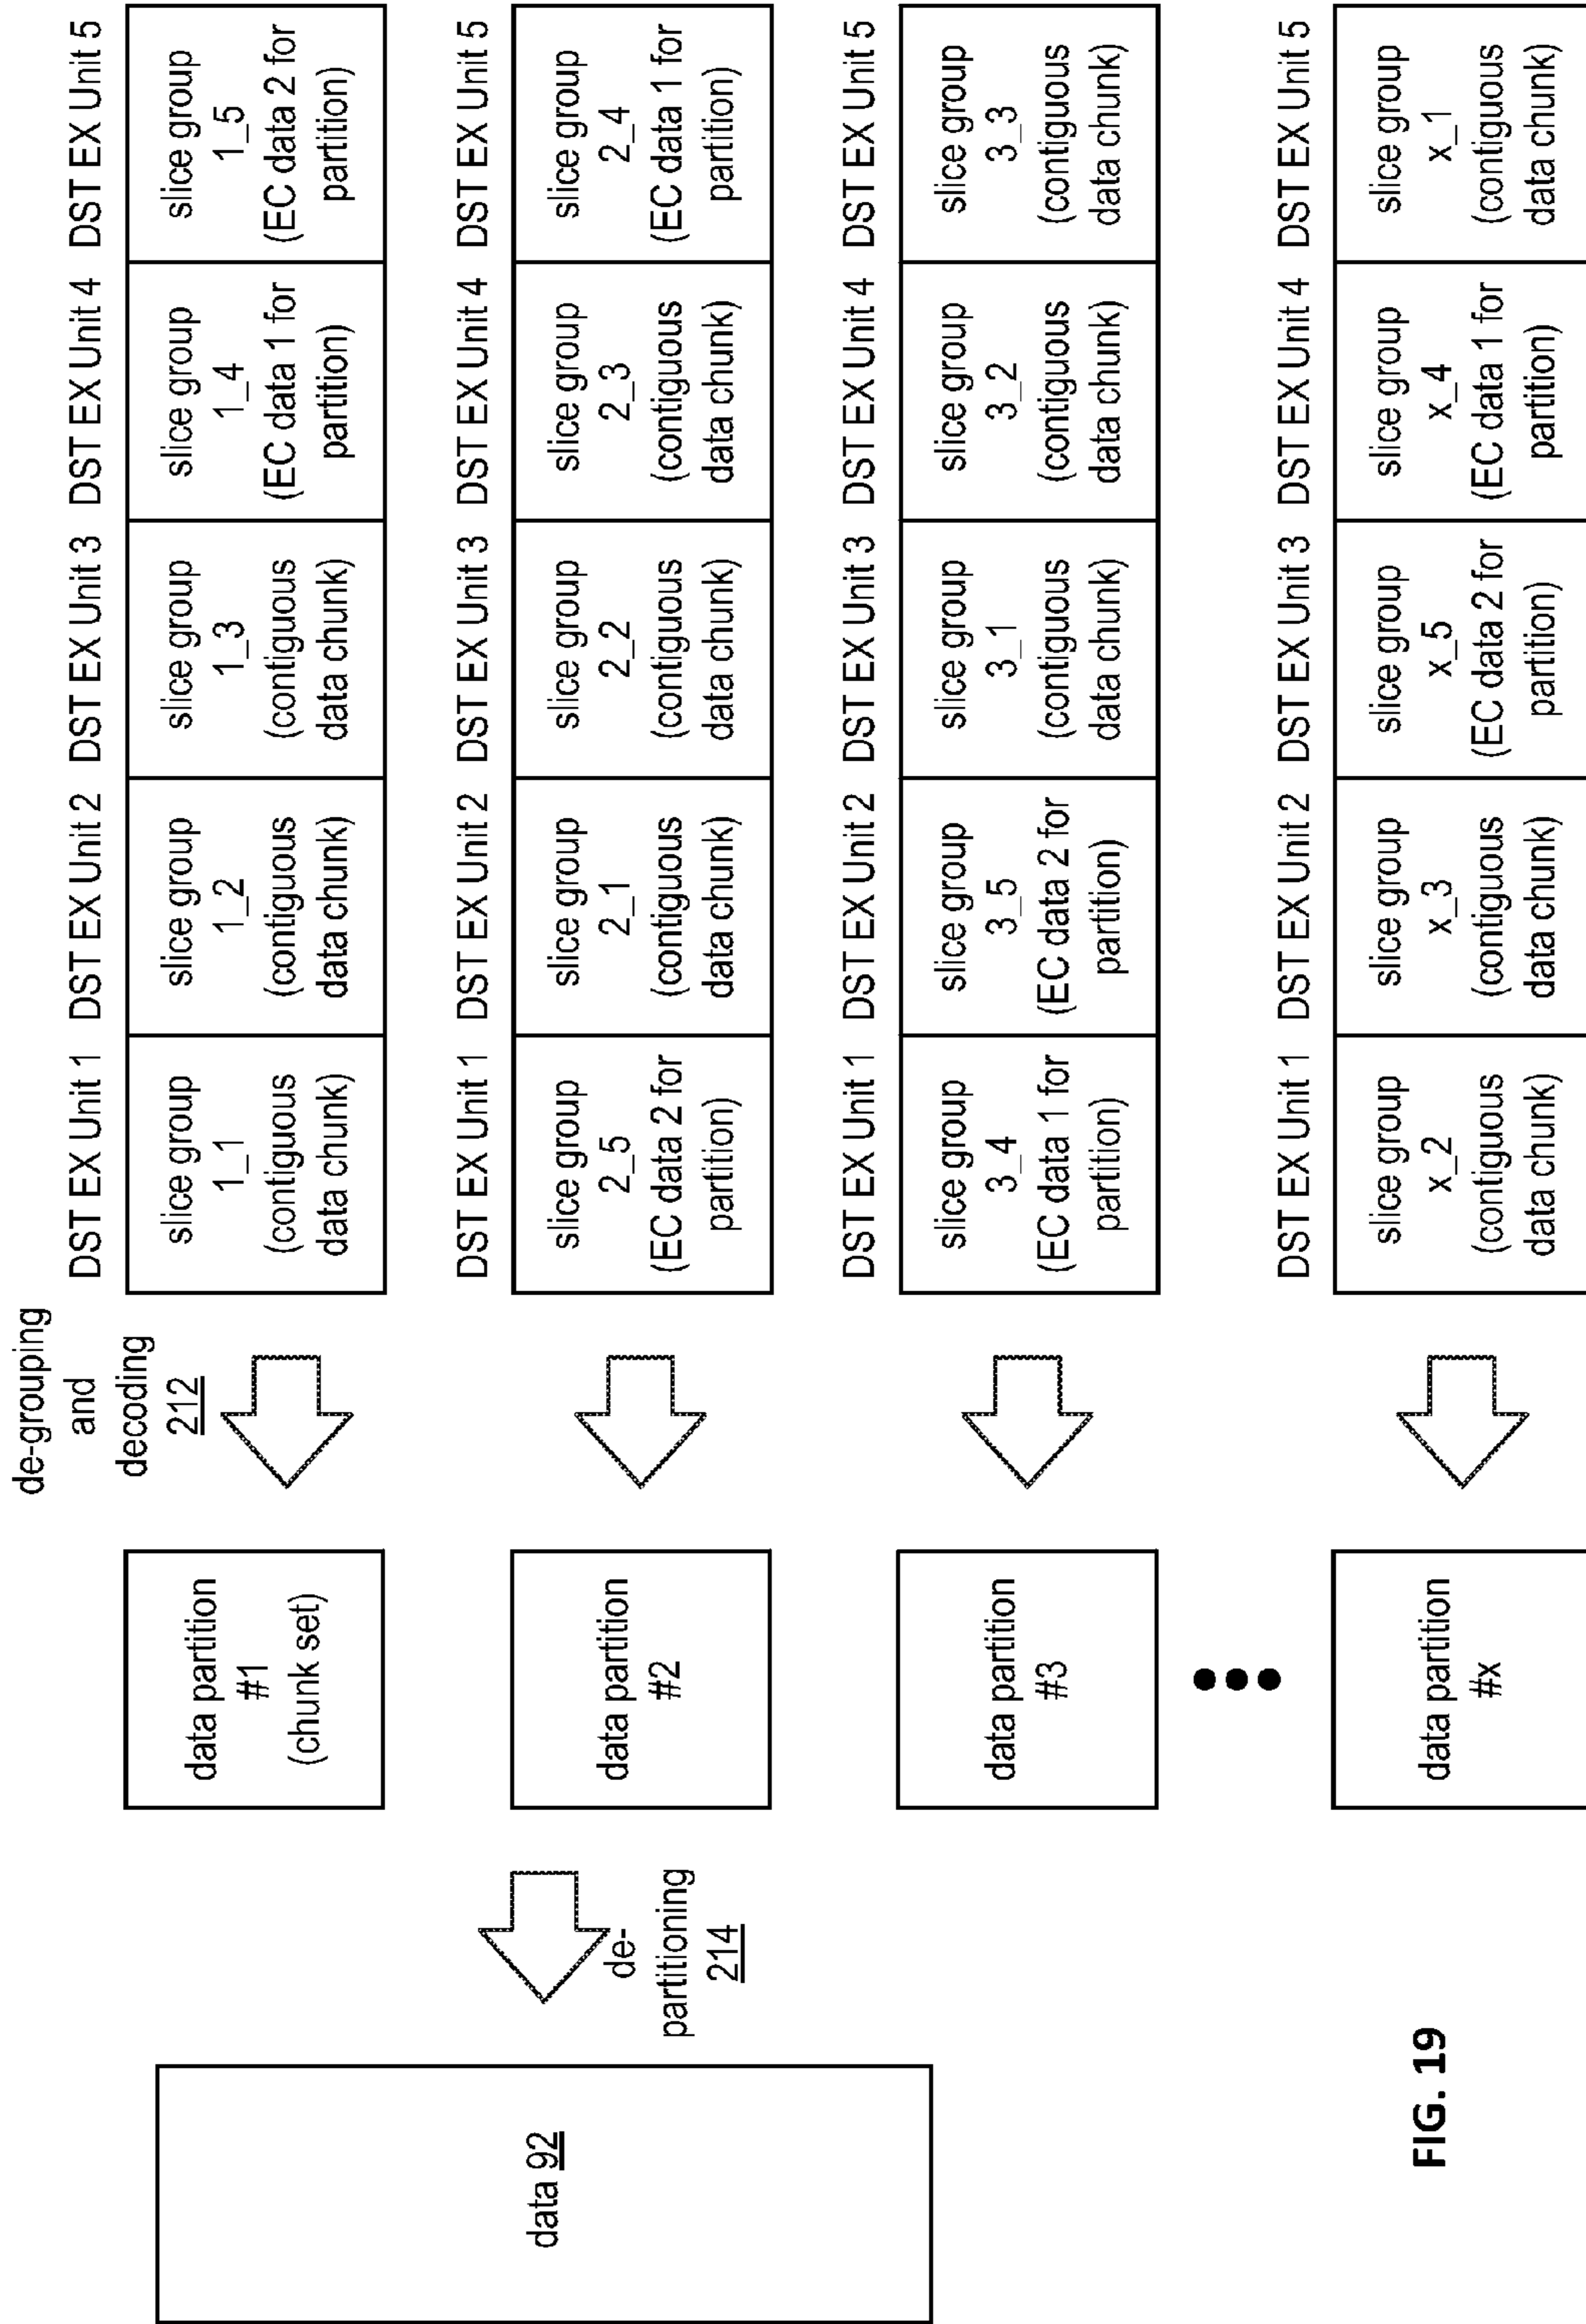 data 92
de-
partitioning
214
data partition
#1
(chunk set)
data partition
#2
data partition
#3
data partition
#x
de-grouping
and
decoding
212
DST EX Unit 1 DST EX Unit 2 DST EX Unit 3 DST EX Unit 4 DST EX Unit 5
slice group
1_1
(contiguous
data chunk)
slice group
1_2
(contiguous
data chunk)
slice group
1_3
(contiguous
data chunk)
slice group
1_4
(EC data 1 for
partition)
slice group
1_5
(EC data 2 for
partition)
DST EX Unit 1 DST EX Unit 2 DST EX Unit 3 DST EX Unit 4 DST EX Unit 5
slice group
2_5
(EC data 2 for
partition)
slice group
2_1
(contiguous
data chunk)
slice group
2_2
(contiguous
data chunk)
slice group
2_3
(contiguous
data chunk)
slice group
2_4
(EC data 1 for
partition)
DST EX Unit 1 DST EX Unit 2 DST EX Unit 3 DST EX Unit 4 DST EX Unit 5
slice group
3_4
(EC data 1 for
partition)
slice group
3_5
(EC data 2 for
partition)
slice group
3_1
(contiguous
data chunk)
slice group
3_2
(contiguous
data chunk)
slice group
3_3
(contiguous
data chunk)
DST EX Unit 1 DST EX Unit 2 DST EX Unit 3 DST EX Unit 4 DST EX Unit 5
slice group
x_2
(contiguous
data chunk)
slice group
x_3
(contiguous
data chunk)
slice group
x_5
(EC data 2 for
partition)
slice group
x_4
(EC data 1 for
partition)
slice group
x_1
(contiguous
data chunk)
FIG. 19